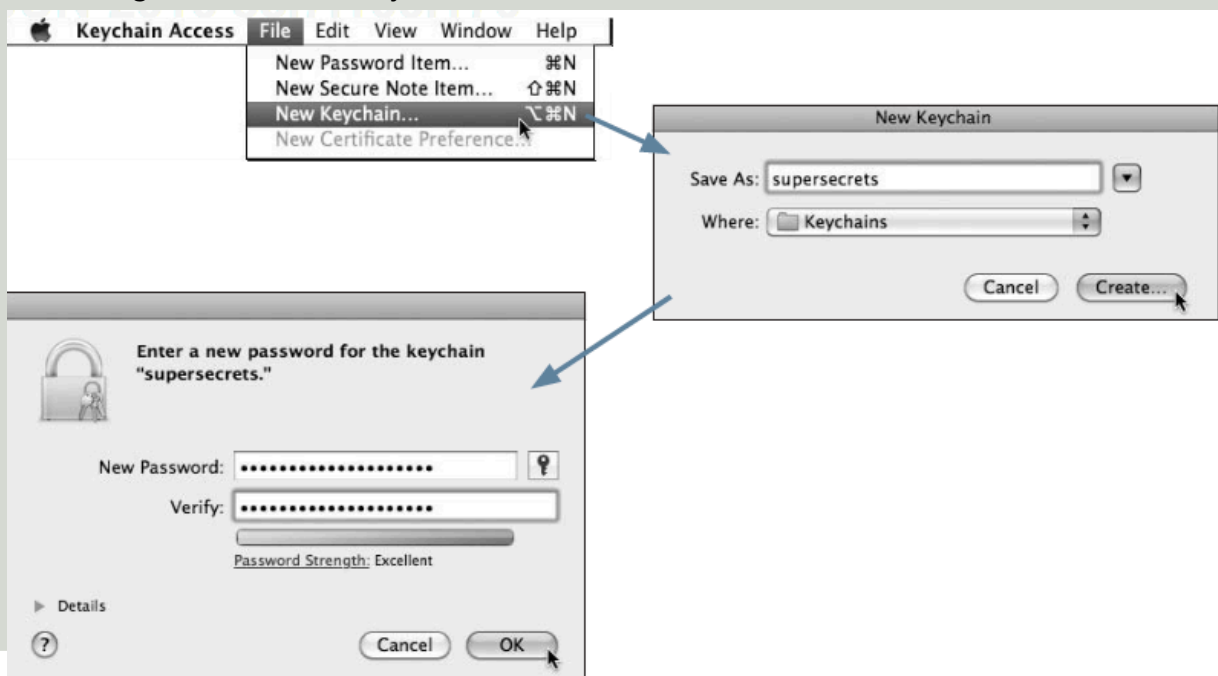 Keychain Access File Edit View Window Help
New Password Item... ⌘N
New Secure Note Item... ⇧⌘N
New Keychain... ⌥⌘N
New Certificate Preference...
New Keychain
Save As: supersecrets
Where: Keychains
Cancel Create...
Enter a new password for the keychain
"supersecrets."
New Password: ••••••••••••••••••••
Verify: ••••••••••••••••••••
Password Strength: Excellent
Details
? Cancel OK